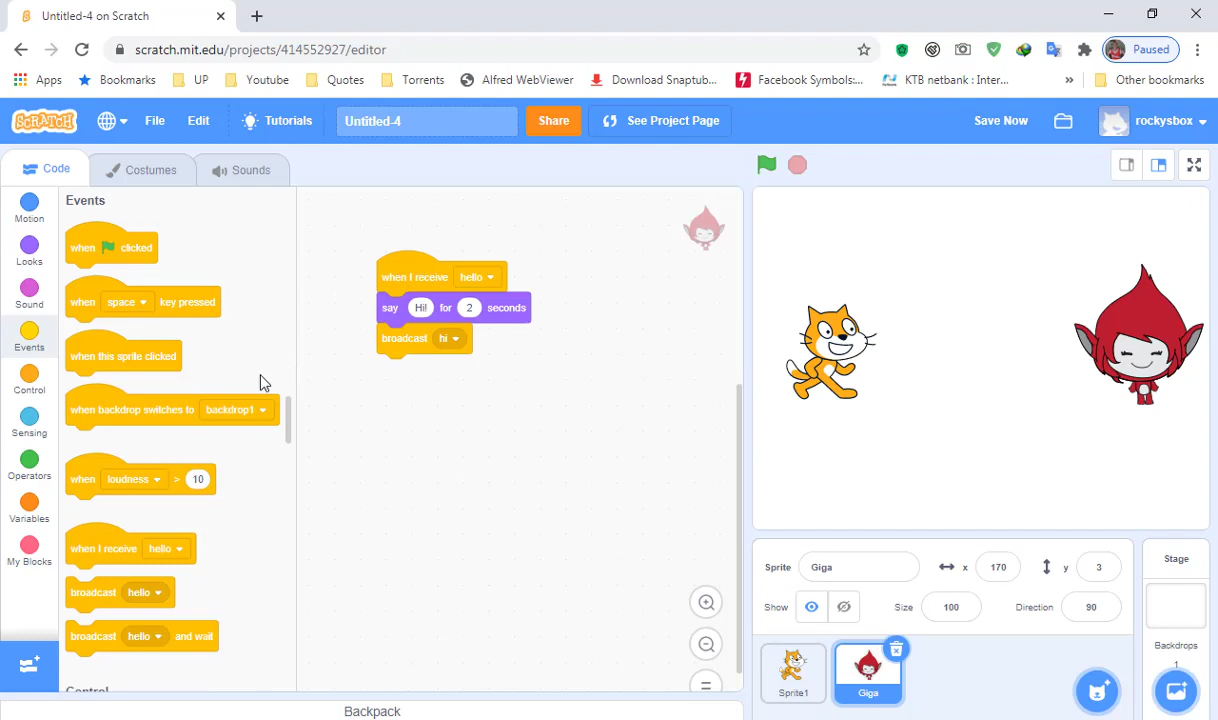 Untitled-4 on Scratch
scratch.mit.edu/projects/414552927/editor
Paused
Apps Bookmarks UP Youtube Quotes Torrents Alfred WebViewer Download Snaptub... Facebook Symbols:... KTB netbank : Inter... » Other bookmarks
SCRATCH File Edit Tutorials Untitled-4 Share See Project Page Save Now rockysbox
Code Costumes Sounds
Motion
Looks
Sound
Events
Control
Sensing
Operators
Variables
My Blocks
Events
when clicked
when space key pressed
when this sprite clicked
when backdrop switches to backdrop1
when loudness > 10
when I receive hello
broadcast hello
broadcast hello and wait
Control
when I receive hello
say Hi! for 2 seconds
broadcast hi
Backpack
Sprite Giga x 170 y 3
Show Size 100 Direction 90
Sprite1
Giga
Stage
Backdrops
1